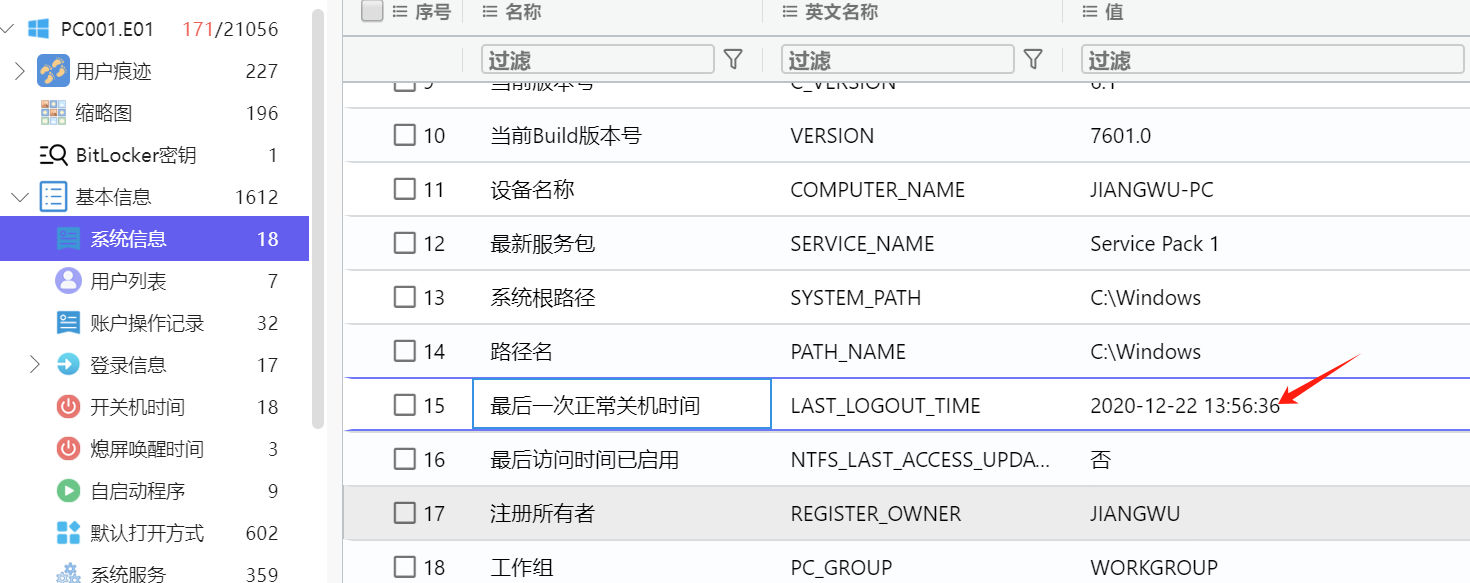 PC001.E01 171/21056
用户痕迹 227
缩略图 196
BitLocker密钥 1
基本信息 1612
系统信息 18
用户列表 7
账户操作记录 32
登录信息 17
开关机时间 18
熄屏唤醒时间 3
自启动程序 9
默认打开方式 602
系统服务 359
序号 名称 英文名称 值
过滤 过滤 过滤
9 当前版本号 C_VERSION 6.1
10 当前Build版本号 VERSION 7601.0
11 设备名称 COMPUTER_NAME JIANGWU-PC
12 最新服务包 SERVICE_NAME Service Pack 1
13 系统根路径 SYSTEM_PATH C:\Windows
14 路径名 PATH_NAME C:\Windows
15 最后一次正常关机时间 LAST_LOGOUT_TIME 2020-12-22 13:56:36
16 最后访问时间已启用 NTFS_LAST_ACCESS_UPDA... 否
17 注册所有者 REGISTER_OWNER JIANGWU
18 工作组 PC_GROUP WORKGROUP